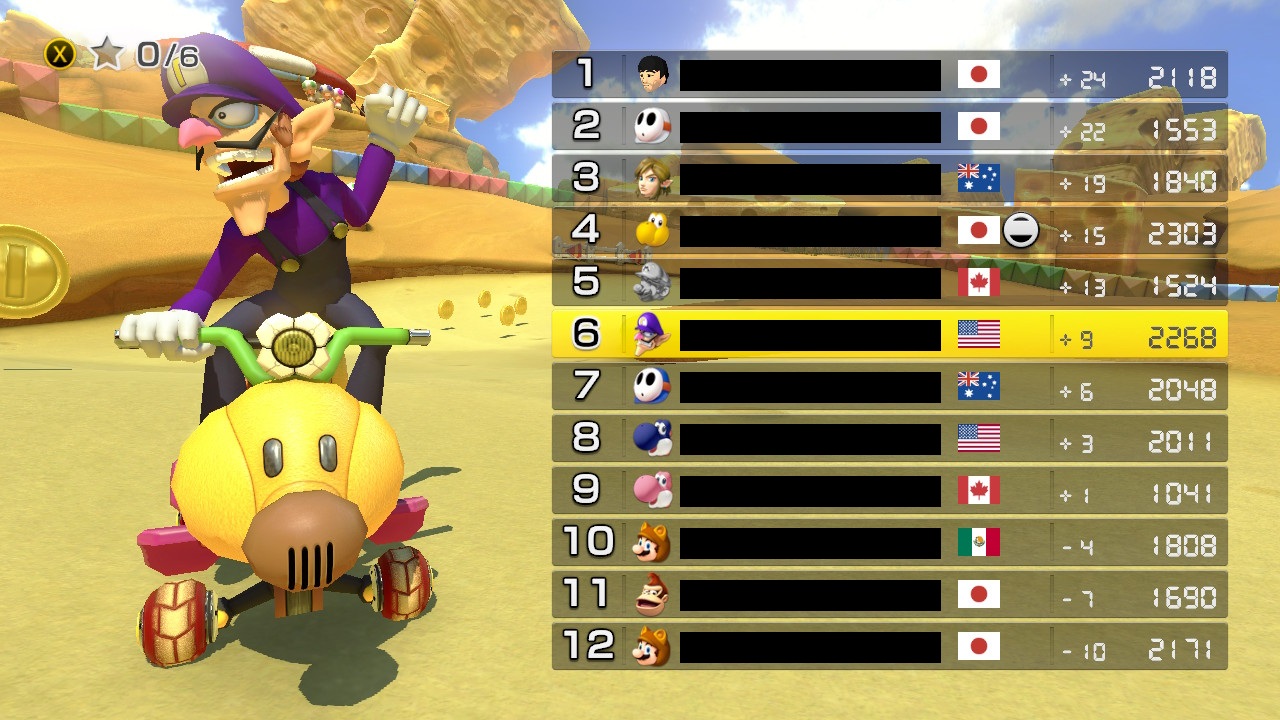 X 0/6
1 + 24 2118
2 + 22 1553
3 + 19 1840
4 + 15 2303
5 + 13 1524
6 + 9 2268
7 + 6 2048
8 + 3 2011
9 + 1 1041
10 - 4 1808
11 - 7 1690
12 - 10 2171